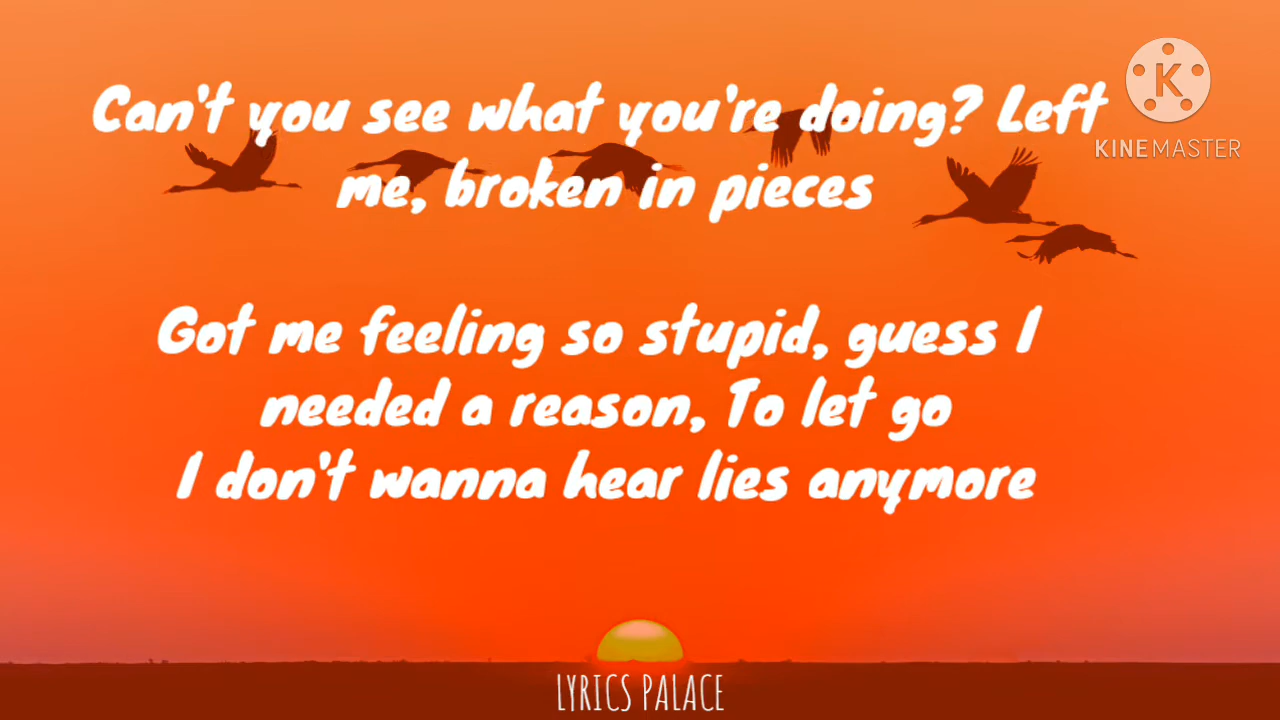 Can't you see what you're doing? Left
me, broken in pieces
Got me feeling so stupid, guess I
needed a reason, To let go
I don't wanna hear lies anymore
K
KINEMASTER
LYRICS PALACE